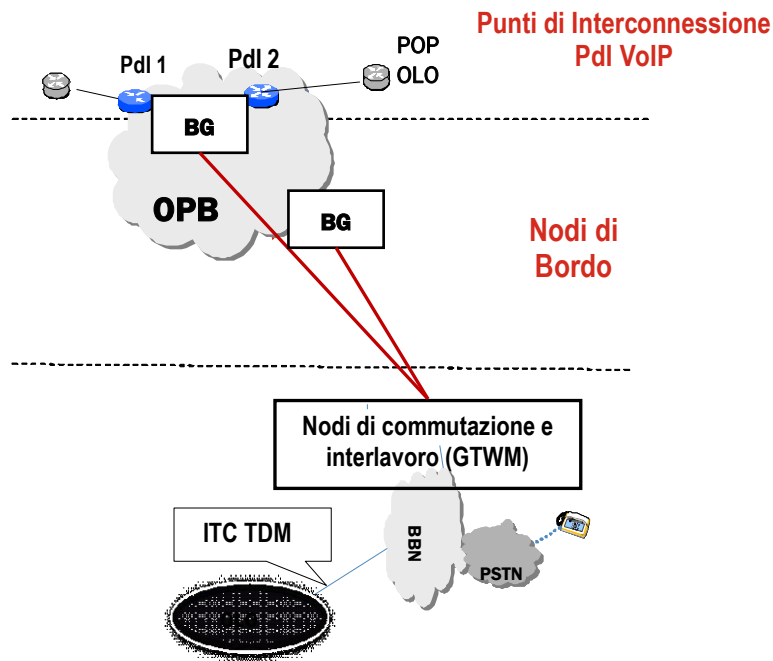 Punti di Interconnessione
PdI VoIP
PdI 1
PdI 2
POP
OLO
BG
OPB
BG
Nodi di
Bordo
Nodi di commutazione e
interlavoro (GTWM)
ITC TDM
BBN
PSTN